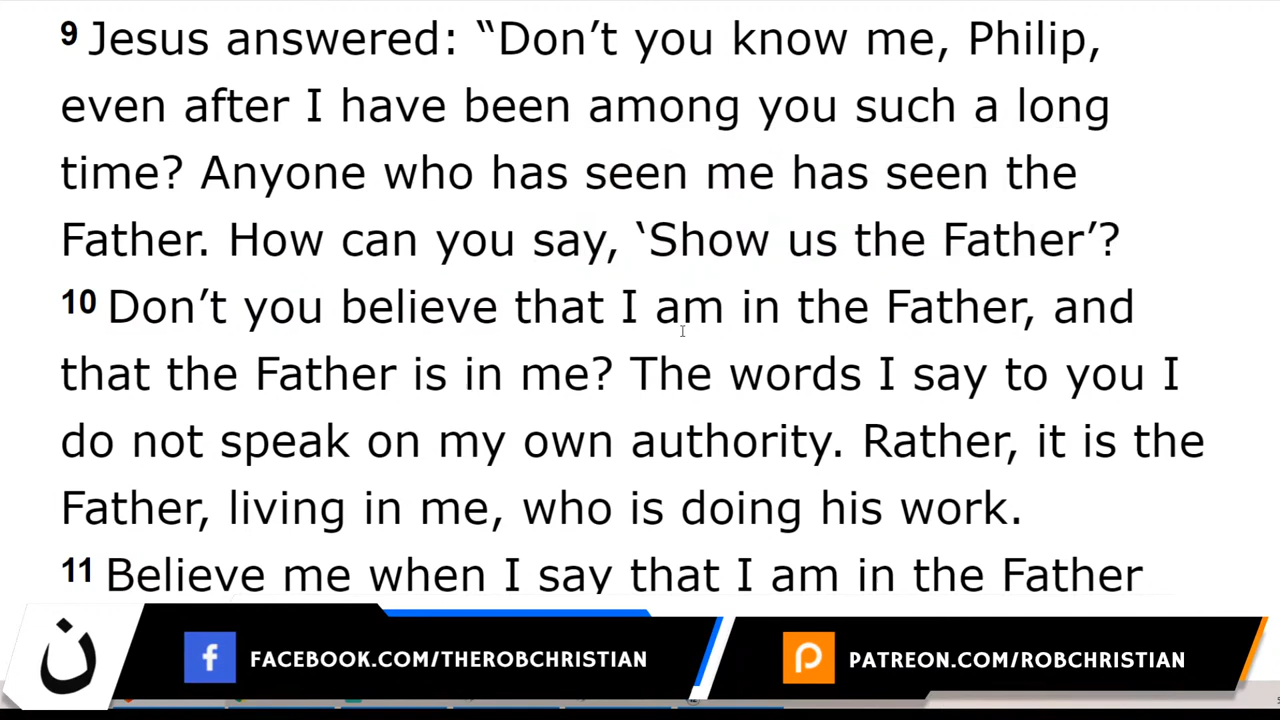 9 Jesus answered: “Don’t you know me, Philip,
even after I have been among you such a long
time? Anyone who has seen me has seen the
Father. How can you say, ‘Show us the Father’?
10 Don’t you believe that I am in the Father, and
that the Father is in me? The words I say to you I
do not speak on my own authority. Rather, it is the
Father, living in me, who is doing his work.
11 Believe me when I say that I am in the Father
ن
f FACEBOOK.COM/THEROBCHRISTIAN
PATREON.COM/ROBCHRISTIAN